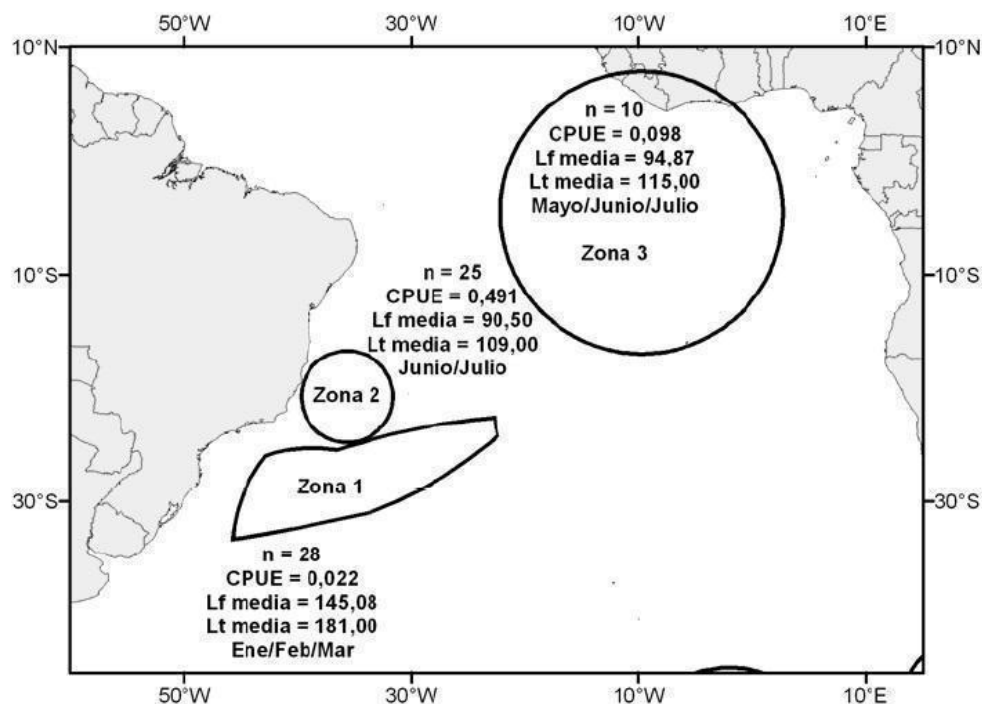 50°W 30°W 10°W 10°E
10°N 10°N
n = 10
CPUE = 0,098
Lf media = 94,87
Lt media = 115,00
Mayo/Junio/Julio
Zona 3
10°S 10°S
n = 25
CPUE = 0,491
Lf media = 90,50
Lt media = 109,00
Junio/Julio
Zona 2
Zona 1
30°S 30°S
n = 28
CPUE = 0,022
Lf media = 145,08
Lt media = 181,00
Ene/Feb/Mar
50°W 30°W 10°W 10°E